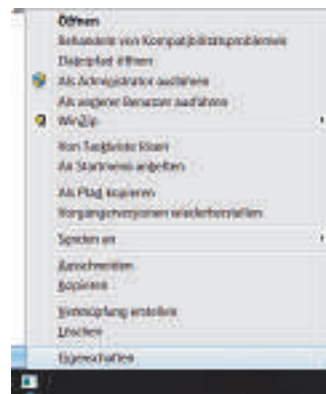 Öffnen
Behandeln von Kompatibilitätsproblemen
Dateipfad öffnen
Als Administrator ausführen
Als anderer Benutzer ausführen
WinZip
Von Taskleiste lösen
An Startmenü anheften
Als Pfad kopieren
Vorgängerversionen wiederherstellen
Senden an
Ausschneiden
Kopieren
Verknüpfung erstellen
Löschen
Eigenschaften